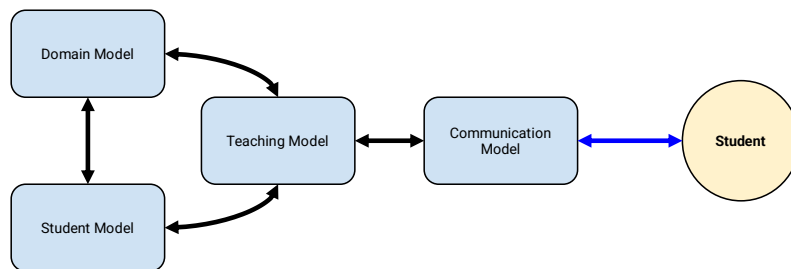 Domain Model
Teaching Model
Communication
Model
Student
Student Model